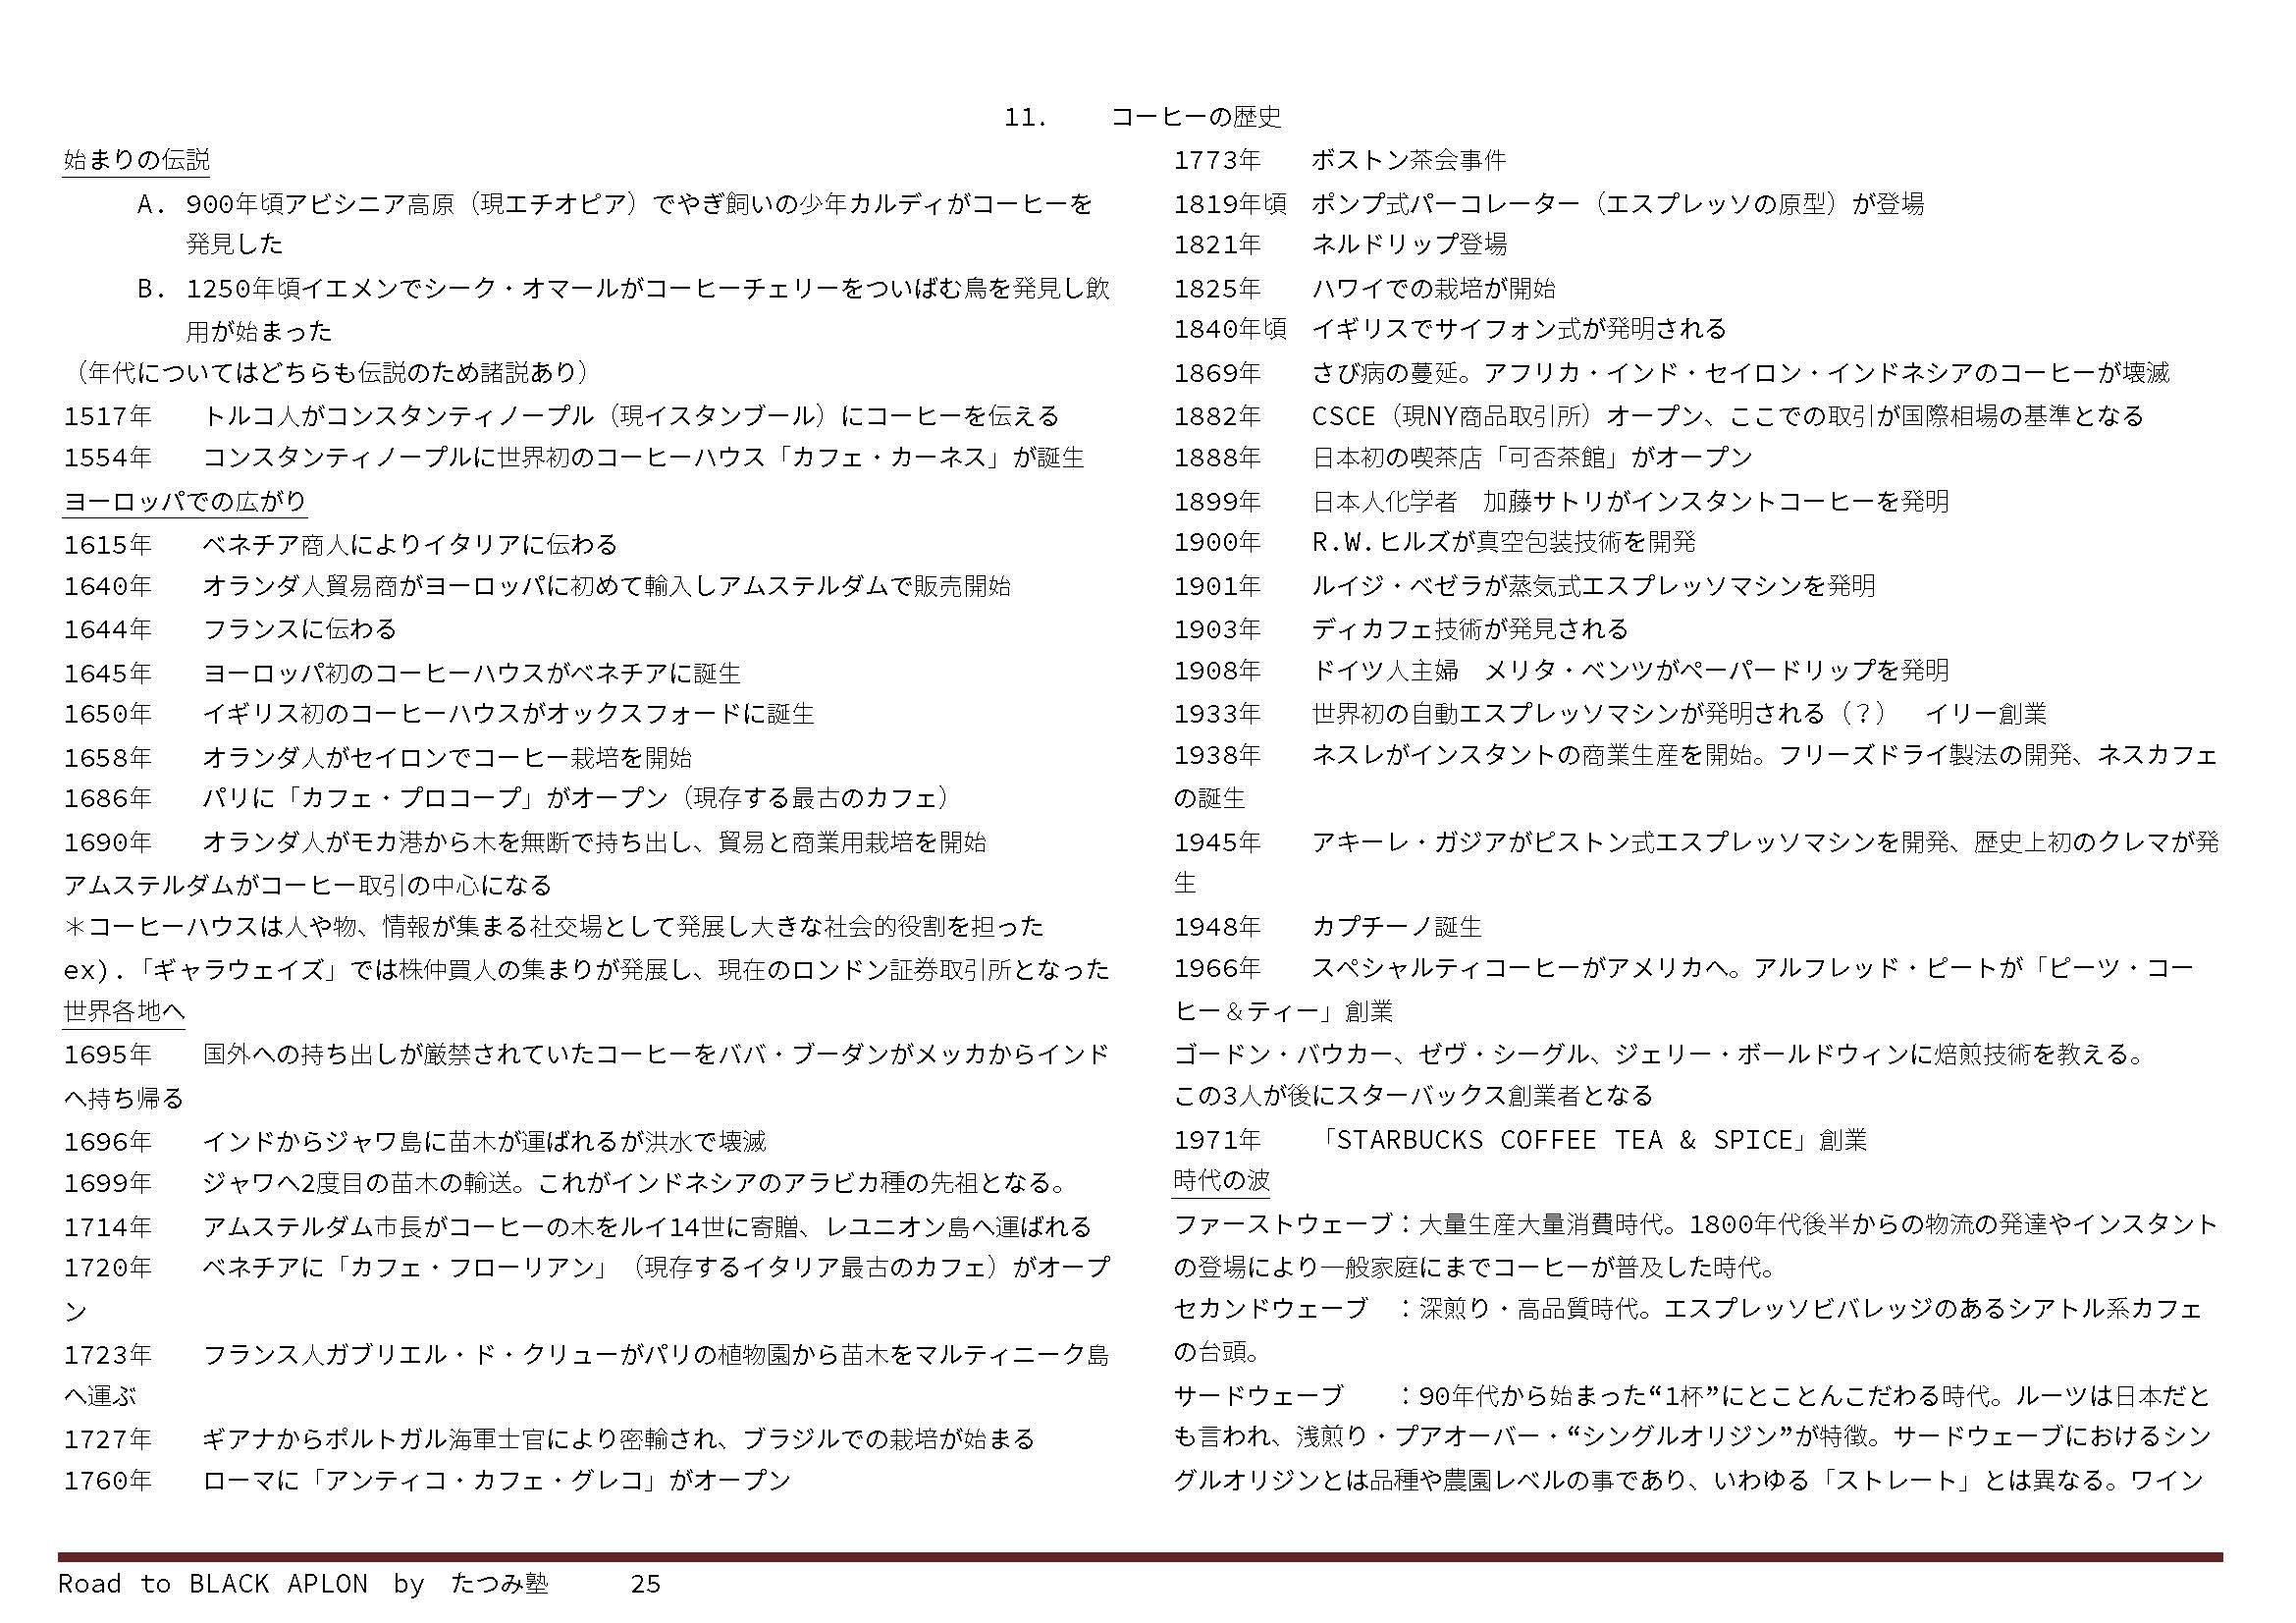 11.　　コーヒーの歴史
始まりの伝説
A. 900年頃アビシニア高原（現エチオピア）でやぎ飼いの少年カルディがコーヒーを
発見した
B. 1250年頃イエメンでシーク・オマールがコーヒーチェリーをついばむ鳥を発見し飲
用が始まった
（年代についてはどちらも伝説のため諸説あり）
1517年　　トルコ人がコンスタンティノープル（現イスタンブール）にコーヒーを伝える
1554年　　コンスタンティノープルに世界初のコーヒーハウス「カフェ・カーネス」が誕生
ヨーロッパでの広がり
1615年　　ベネチア商人によりイタリアに伝わる
1640年　　オランダ人貿易商がヨーロッパに初めて輸入しアムステルダムで販売開始
1644年　　フランスに伝わる
1645年　　ヨーロッパ初のコーヒーハウスがベネチアに誕生
1650年　　イギリス初のコーヒーハウスがオックスフォードに誕生
1658年　　オランダ人がセイロンでコーヒー栽培を開始
1686年　　パリに「カフェ・プロコープ」がオープン（現存する最古のカフェ）
1690年　　オランダ人がモカ港から木を無断で持ち出し、貿易と商業用栽培を開始
アムステルダムがコーヒー取引の中心になる
＊コーヒーハウスは人や物、情報が集まる社交場として発展し大きな社会的役割を担った
ex).「ギャラウェイズ」では株仲買人の集まりが発展し、現在のロンドン証券取引所となった
世界各地へ
1695年　　国外への持ち出しが厳禁されていたコーヒーをババ・ブーダンがメッカからインド
へ持ち帰る
1696年　　インドからジャワ島に苗木が運ばれるが洪水で壊滅
1699年　　ジャワへ2度目の苗木の輸送。これがインドネシアのアラビカ種の先祖となる。
1714年　　アムステルダム市長がコーヒーの木をルイ14世に寄贈、レユニオン島へ運ばれる
1720年　　ベネチアに「カフェ・フローリアン」（現存するイタリア最古のカフェ）がオープ
ン
1723年　　フランス人ガブリエル・ド・クリューがパリの植物園から苗木をマルティニーク島
へ運ぶ
1727年　　ギアナからポルトガル海軍士官により密輸され、ブラジルでの栽培が始まる
1760年　　ローマに「アンティコ・カフェ・グレコ」がオープン
1773年　　ボストン茶会事件
1819年頃　ポンプ式パーコレーター（エスプレッソの原型）が登場
1821年　　ネルドリップ登場
1825年　　ハワイでの栽培が開始
1840年頃　イギリスでサイフォン式が発明される
1869年　　さび病の蔓延。アフリカ・インド・セイロン・インドネシアのコーヒーが壊滅
1882年　　CSCE（現NY商品取引所）オープン、ここでの取引が国際相場の基準となる
1888年　　日本初の喫茶店「可否茶館」がオープン
1899年　　日本人化学者　加藤サトリがインスタントコーヒーを発明
1900年　　R.W.ヒルズが真空包装技術を開発
1901年　　ルイジ・ベゼラが蒸気式エスプレッソマシンを発明
1903年　　ディカフェ技術が発見される
1908年　　ドイツ人主婦　メリタ・ベンツがペーパードリップを発明
1933年　　世界初の自動エスプレッソマシンが発明される（？）　イリー創業
1938年　　ネスレがインスタントの商業生産を開始。フリーズドライ製法の開発、ネスカフェ
の誕生
1945年　　アキーレ・ガジアがピストン式エスプレッソマシンを開発、歴史上初のクレマが発
生
1948年　　カプチーノ誕生
1966年　　スペシャルティコーヒーがアメリカへ。アルフレッド・ピートが「ピーツ・コー
ヒー＆ティー」創業
ゴードン・バウカー、ゼヴ・シーグル、ジェリー・ボールドウィンに焙煎技術を教える。
この3人が後にスターバックス創業者となる
1971年　　「STARBUCKS COFFEE TEA & SPICE」創業
時代の波
ファーストウェーブ：大量生産大量消費時代。1800年代後半からの物流の発達やインスタント
の登場により一般家庭にまでコーヒーが普及した時代。
セカンドウェーブ　：深煎り・高品質時代。エスプレッソビバレッジのあるシアトル系カフェ
の台頭。
サードウェーブ　　：90年代から始まった“1杯”にとことんこだわる時代。ルーツは日本だと
も言われ、浅煎り・プアオーバー・“シングルオリジン”が特徴。サードウェーブにおけるシン
グルオリジンとは品種や農園レベルの事であり、いわゆる「ストレート」とは異なる。ワイン
Road to BLACK APLON by たつみ塾　　25